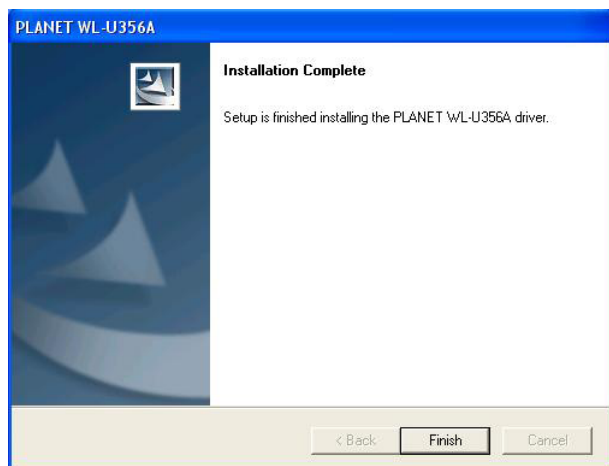 PLANET WL-U356A
Installation Complete
Setup is finished installing the PLANET WL-U356A driver.
< Back
Finish
Cancel